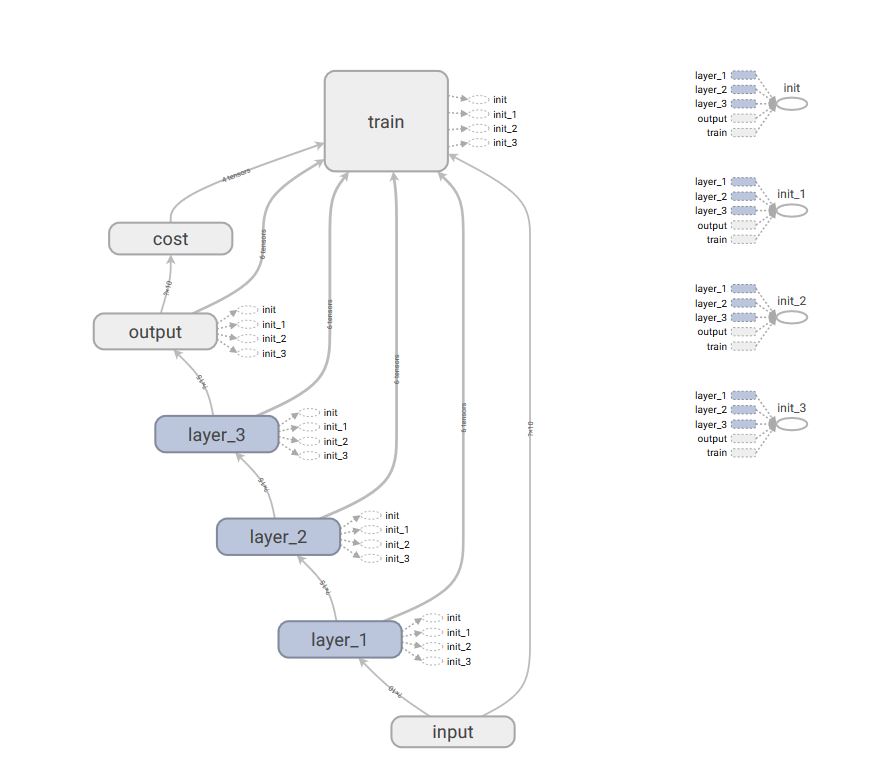 train
init
init_1
init_2
init_3
4 tensors
cost
6 tensors
?×10
output
init
init_1
init_2
init_3
6 tensors
?×15
layer_3
init
init_1
init_2
init_3
6 tensors
?×15
layer_2
init
init_1
init_2
init_3
6 tensors
?×10
?×15
layer_1
init
init_1
init_2
init_3
?×10
input
layer_1
layer_2
layer_3
output
train
init
layer_1
layer_2
layer_3
output
train
init_1
layer_1
layer_2
layer_3
output
train
init_2
layer_1
layer_2
layer_3
output
train
init_3